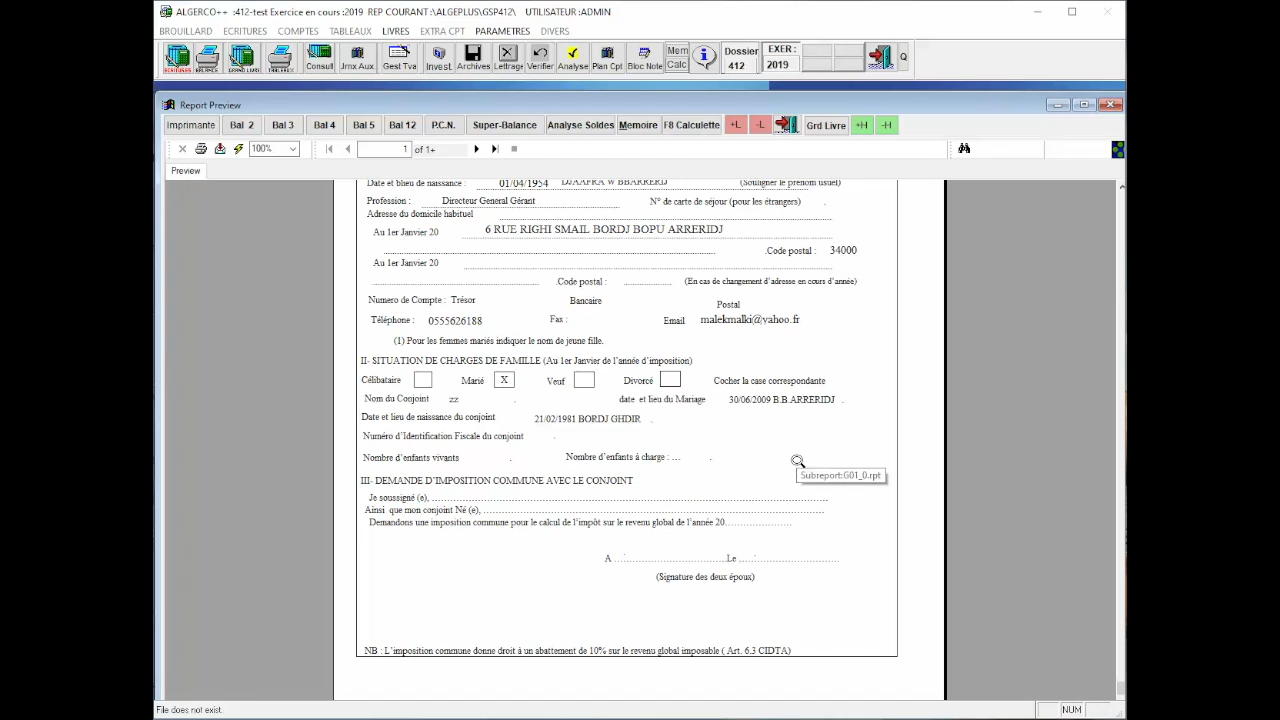 ALGERCO++ :412-test Exercice en cours :2019 REP COURANT :\ALGEPLUS\GSP412\ UTILISATEUR :ADMIN
BROUILLARD ECRITURES COMPTES TABLEAUX LIVRES EXTRA CPT PARAMETRES DIVERS
ECRITURES BALANCE GRAND LIVRE TABLEAUX Consult Jrnx Aux Gest Tva Invest. Archives Lettrage Verifier Analyse Plan Cpt Bloc Note Mem Calc Dossier 412 EXER : 2019 Q
Report Preview
Imprimante Bal 2 Bal 3 Bal 4 Bal 5 Bal 12 P.C.N. Super-Balance Analyse Soldes Memoire F8 Calculette +L -L Grd Livre +H -H
100% 1 of 1+
Preview
Date et bleu de naissance : 01/04/1954 DJAAFRA W BBARRERDJ (Souligner le prénom usuel)
Profession : Directeur General Gérant N° de carte de séjour (pour les étrangers) .
Adresse du domicile habituel
Au 1er Janvier 20 6 RUE RIGHI SMAIL BORDJ BOPU ARRERIDJ
.Code postal : 34000
Au 1er Janvier 20
.Code postal : (En cas de changement d'adresse en cours d'année)
Numero de Compte : Trésor Bancaire Postal
Téléphone : 0555626188 Fax : Email malekmalki@yahoo.fr
(1) Pour les femmes mariés indiquer le nom de jeune fille.
II- SITUATION DE CHARGES DE FAMILLE (Au 1er Janvier de l'année d'imposition)
Célibataire Marié X Veuf Divorcé Cocher la case correspondante
Nom du Conjoint zz . date et lieu du Mariage 30/06/2009 B.B.ARRERIDJ .
Date et lieu de naissance du conjoint 21/02/1981 BORDJ GHDIR .
Numéro d'Identification Fiscale du conjoint .
Nombre d'enfants vivants . Nombre d'enfants à charge : ... .
Subreport:G01_0.rpt
III- DEMANDE D'IMPOSITION COMMUNE AVEC LE CONJOINT
Je soussigné (e), ..........
Ainsi que mon conjoint Né (e), ..........
Demandons une imposition commune pour le calcul de l'impôt sur le revenu global de l'année 20..........
A .......... Le ..........
(Signature des deux époux)
NB : L'imposition commune donne droit à un abattement de 10% sur le revenu global imposable ( Art. 6.3 CIDTA)
File does not exist. NUM